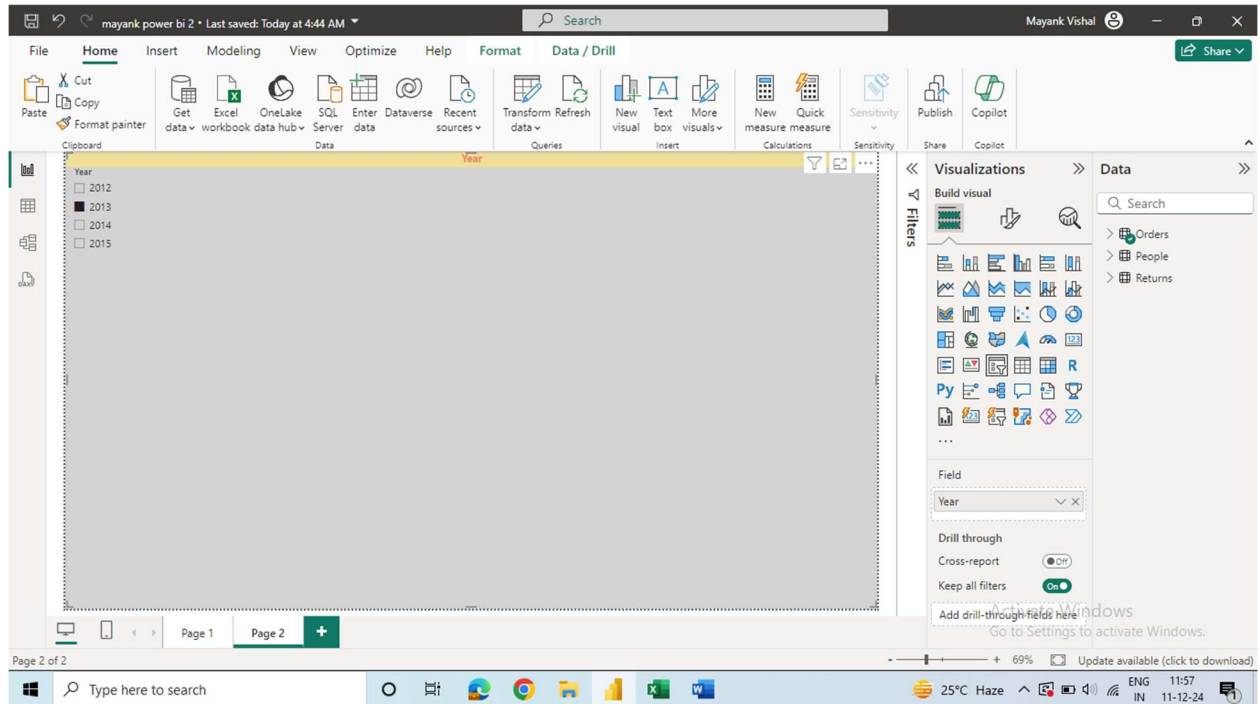 mayank power bi 2 • Last saved: Today at 4:44 AM
Search
Mayank Vishal
File Home Insert Modeling View Optimize Help Format Data / Drill
Share
Paste
Cut
Copy
Format painter
Clipboard
Get data
Excel workbook
OneLake data hub
SQL Server
Enter data
Dataverse
Recent sources
Data
Transform data
Refresh
Queries
New visual
Text box
More visuals
Insert
New measure
Quick measure
Calculations
Sensitivity
Sensitivity
Publish
Share
Copilot
Copilot
Year
Year
2012
2013
2014
2015
Filters
Visualizations
Build visual
123
R
Py
123
Field
Year
Drill through
Cross-report
Off
Keep all filters
On
Add drill-through fields here
Data
Search
Orders
People
Returns
Activate Windows
Go to Settings to activate Windows.
Page 1
Page 2
Page 2 of 2
69%
Update available (click to download)
Type here to search
25°C Haze
ENG
IN
11:57
11-12-24
1